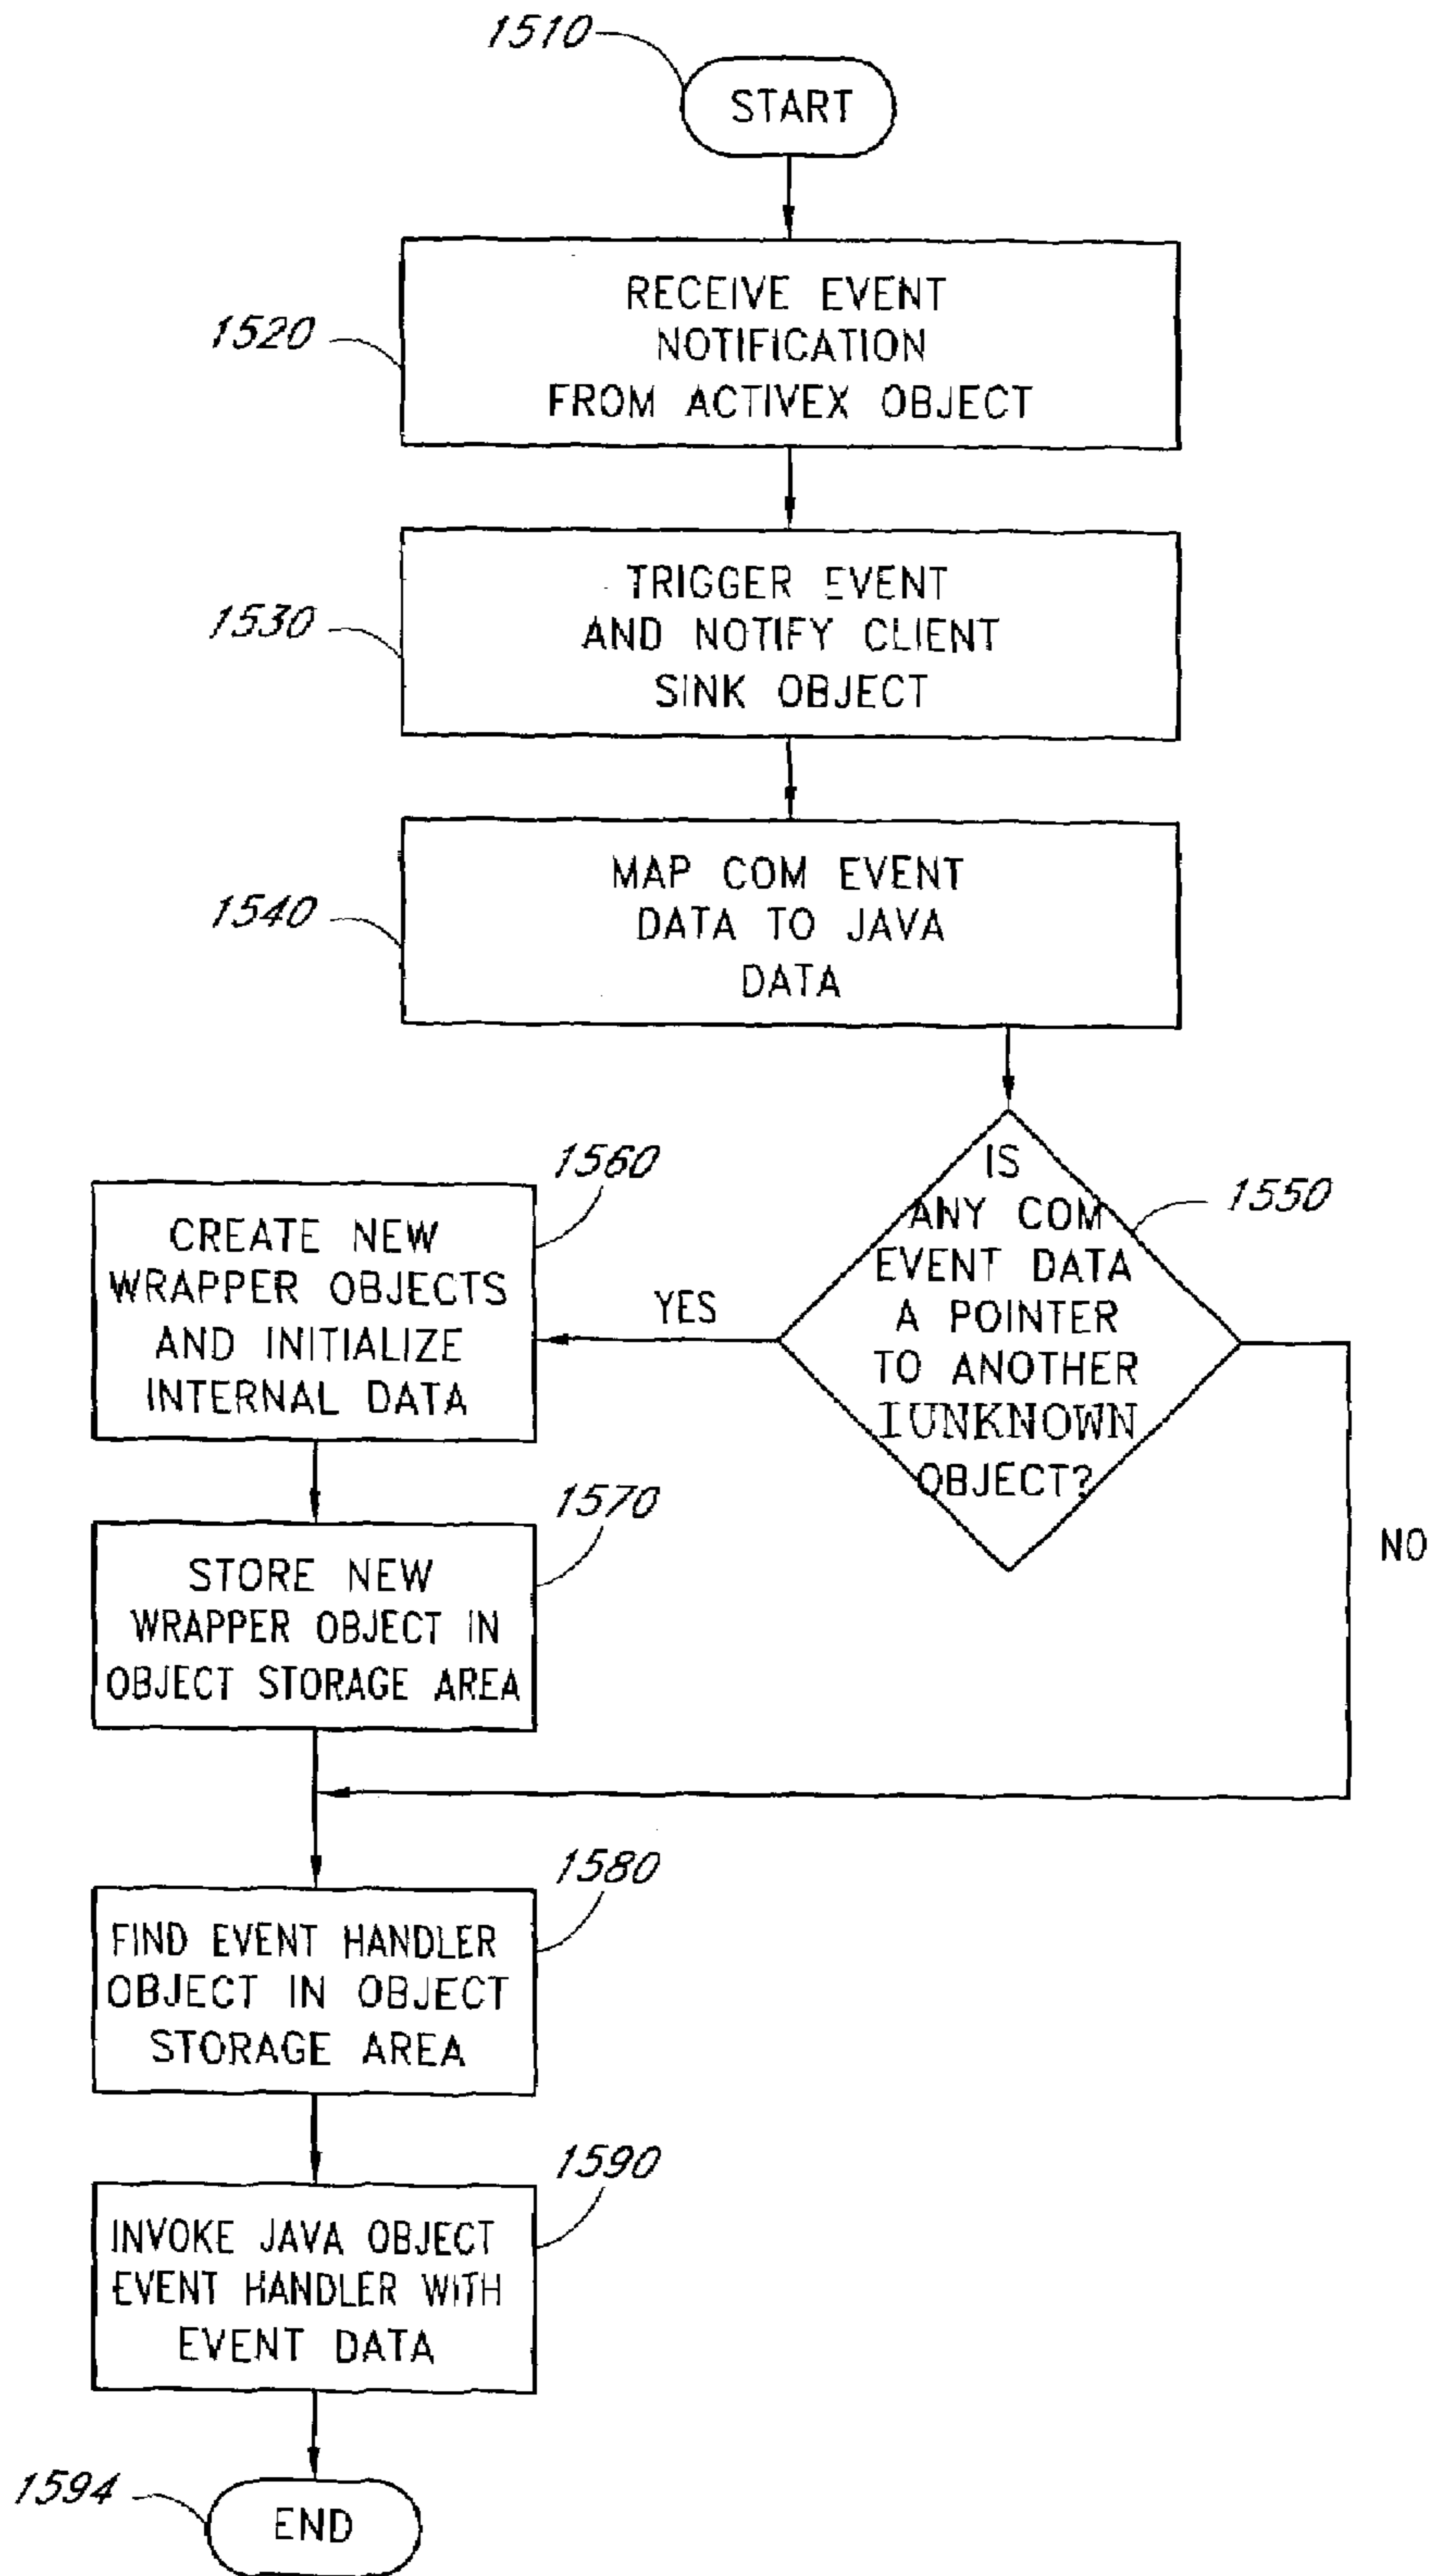 1510
START
1520
RECEIVE EVENT
NOTIFICATION
FROM ACTIVEX OBJECT
1530
TRIGGER EVENT
AND NOTIFY CLIENT
SINK OBJECT
1540
MAP COM EVENT
DATA TO JAVA
DATA
1550
IS
ANY COM
EVENT DATA
A POINTER
TO ANOTHER
IUNKNOWN
OBJECT?
YES
NO
1560
CREATE NEW
WRAPPER OBJECTS
AND INITIALIZE
INTERNAL DATA
1570
STORE NEW
WRAPPER OBJECT IN
OBJECT STORAGE AREA
1580
FIND EVENT HANDLER
OBJECT IN OBJECT
STORAGE AREA
1590
INVOKE JAVA OBJECT
EVENT HANDLER WITH
EVENT DATA
1594
END